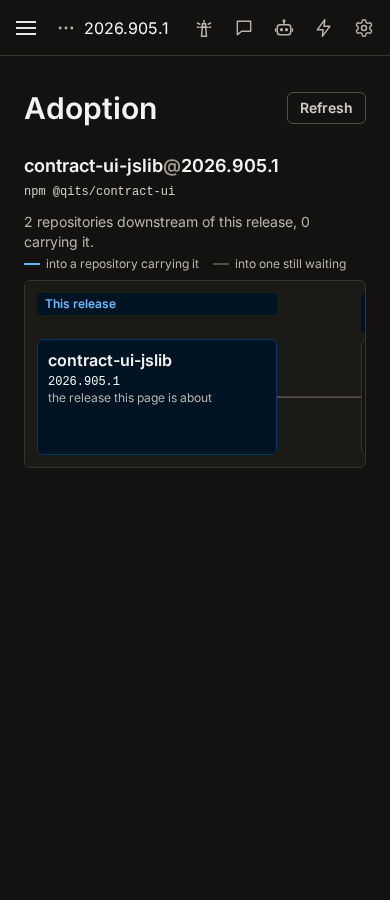 ··· 2026.905.1
Adoption
Refresh
contract-ui-jslib@2026.905.1
npm @qits/contract-ui
2 repositories downstream of this release, 0
carrying it.
into a repository carrying it
into one still waiting
This release
contract-ui-jslib
2026.905.1
the release this page is about